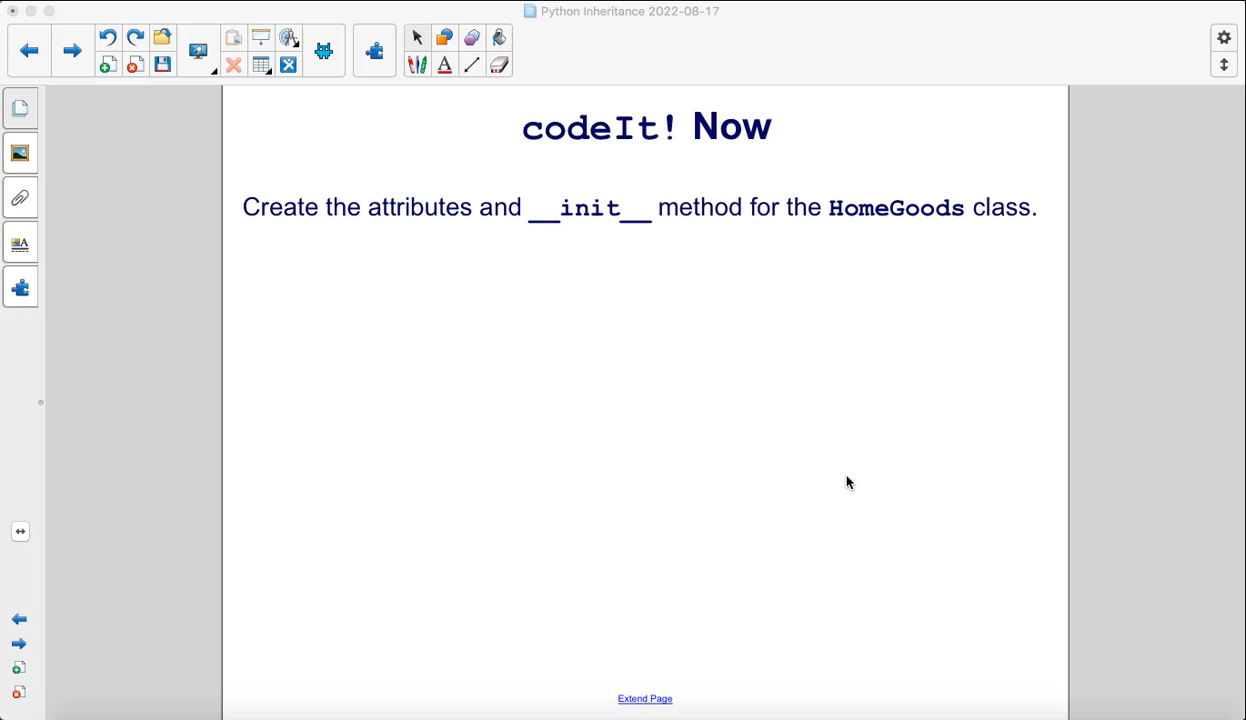 Python Inheritance 2022-08-17
codeIt! Now
Create the attributes and __init__ method for the HomeGoods class.
Extend Page